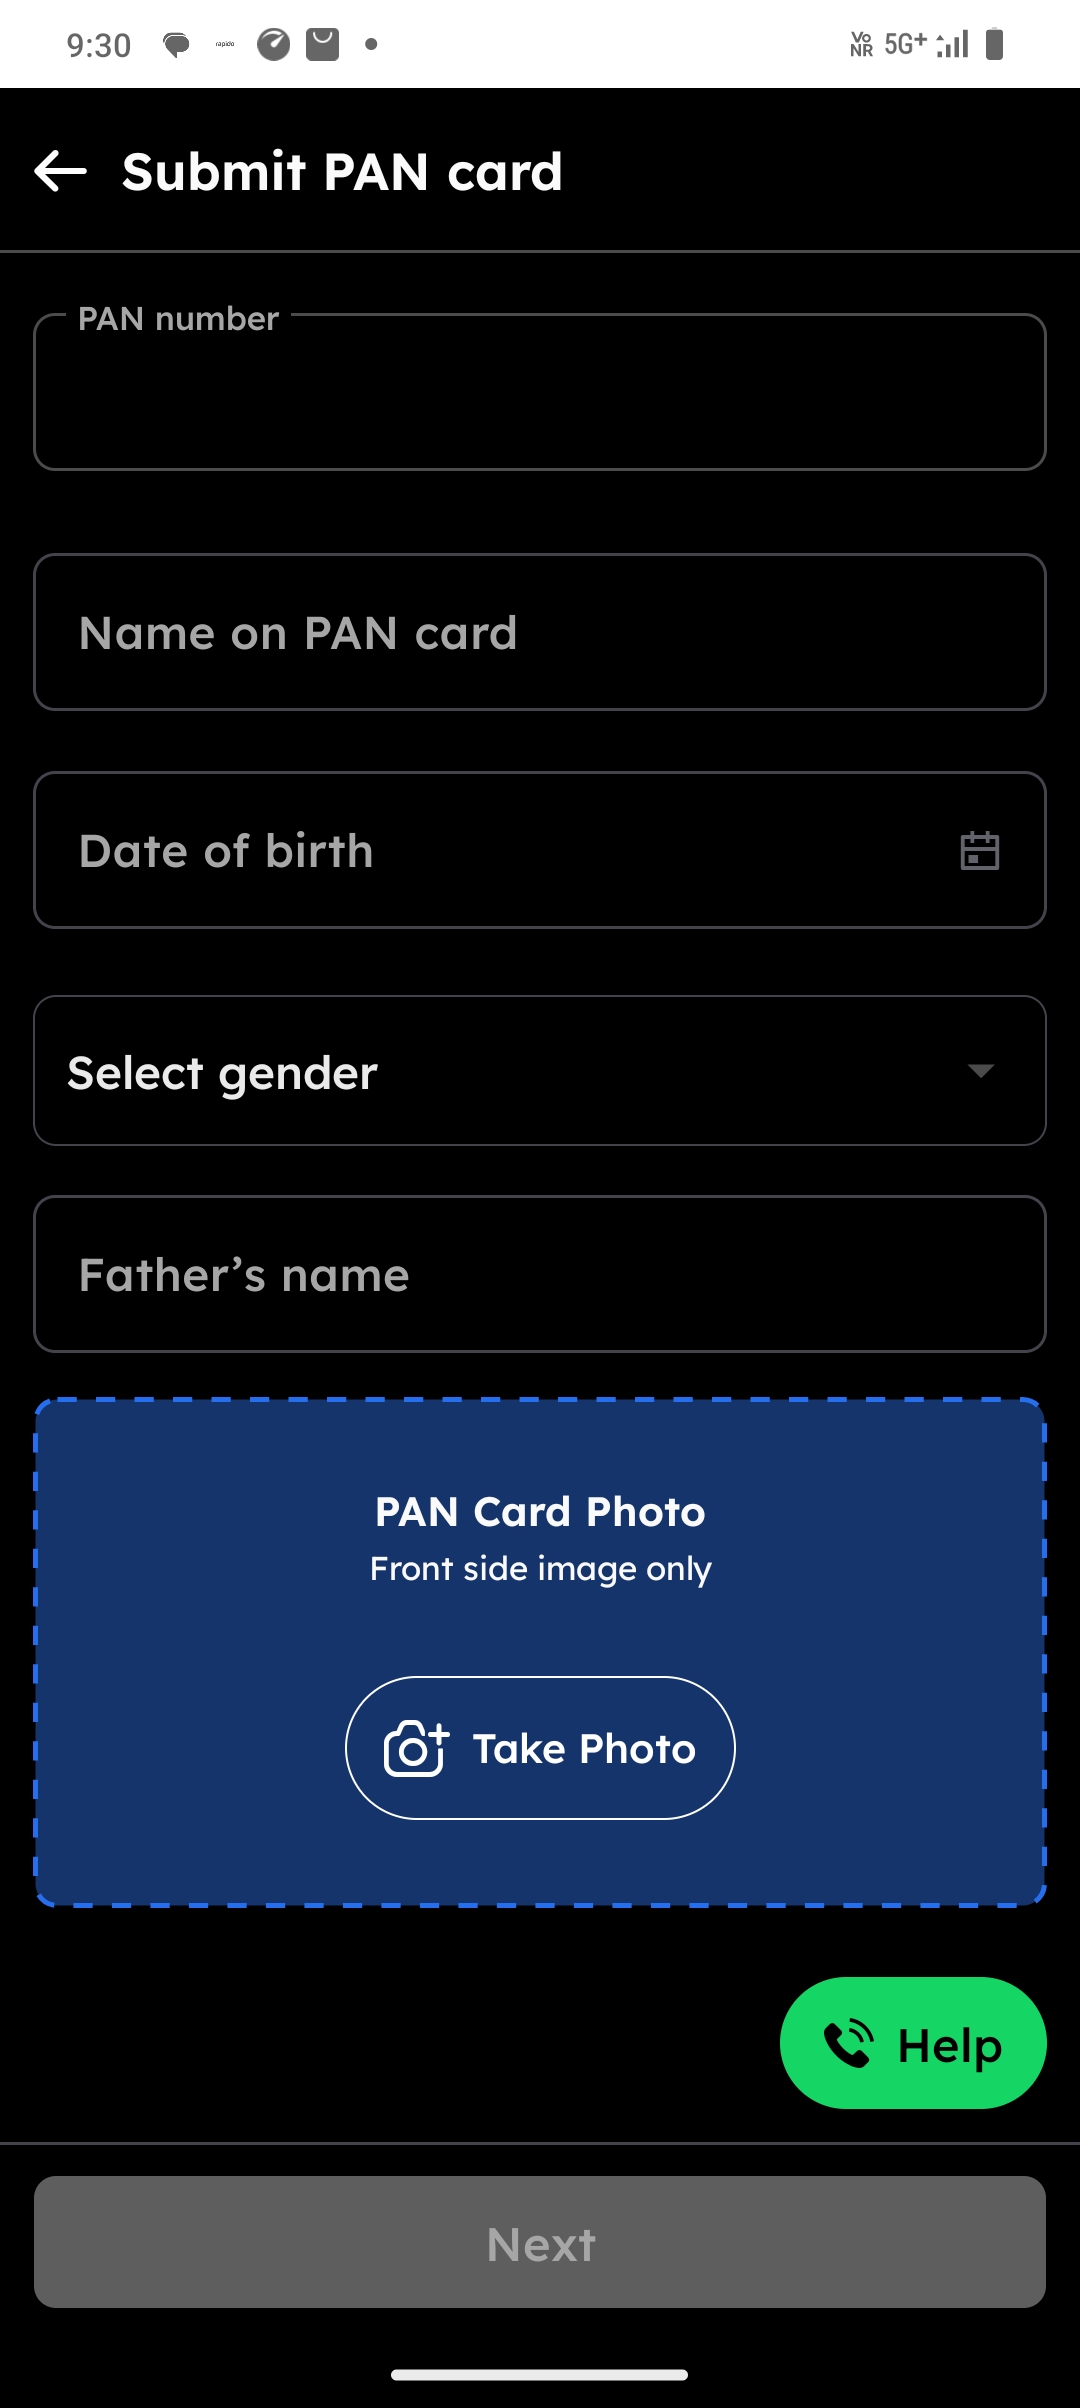 9:30 rapido Vo NR 5G+
Submit PAN card
PAN number
Name on PAN card
Date of birth
Select gender
Father’s name
PAN Card Photo
Front side image only
Take Photo
Help
Next